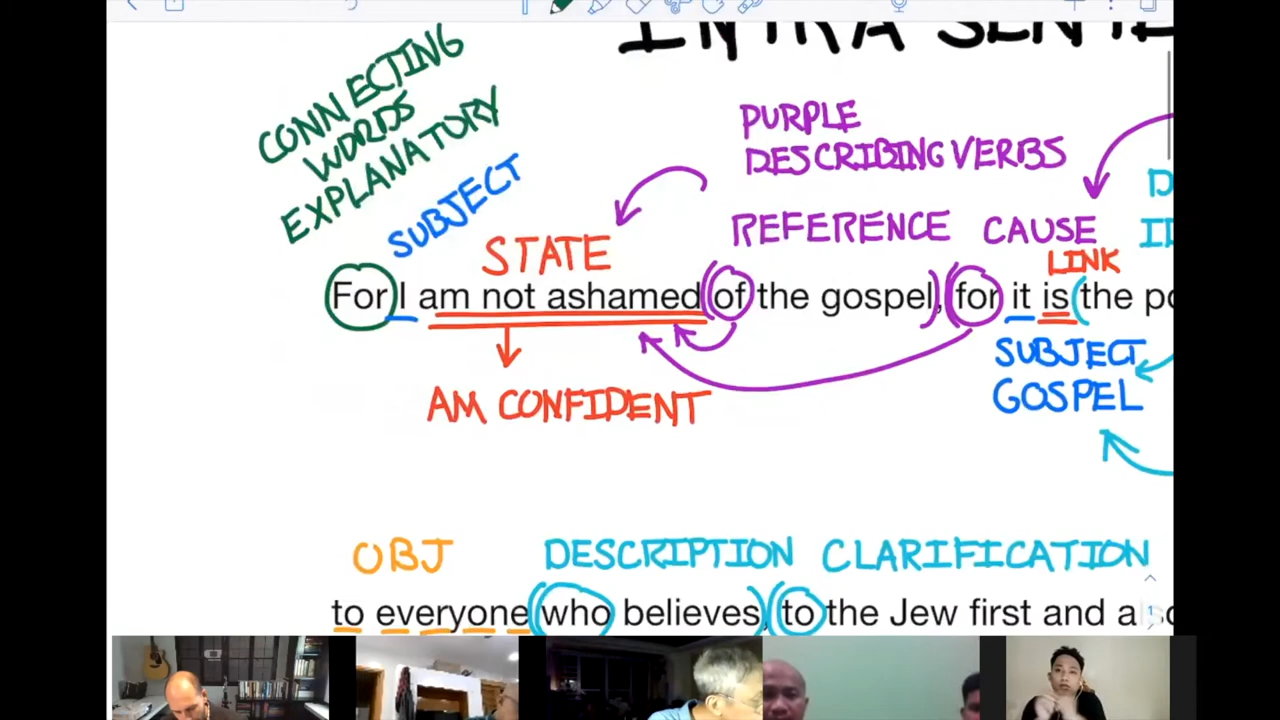 INTRA
CONNECTING
WORDS
EXPLANATORY
SUBJECT
PURPLE
DESCRIBING VERBS
REFERENCE CAUSE
STATE
LINK
For I am not ashamed of the gospel, for it is the
AM CONFIDENT
SUBJECT
GOSPEL
OBJ DESCRIPTION CLARIFICATION
to everyone who believes, to the Jew first and
1